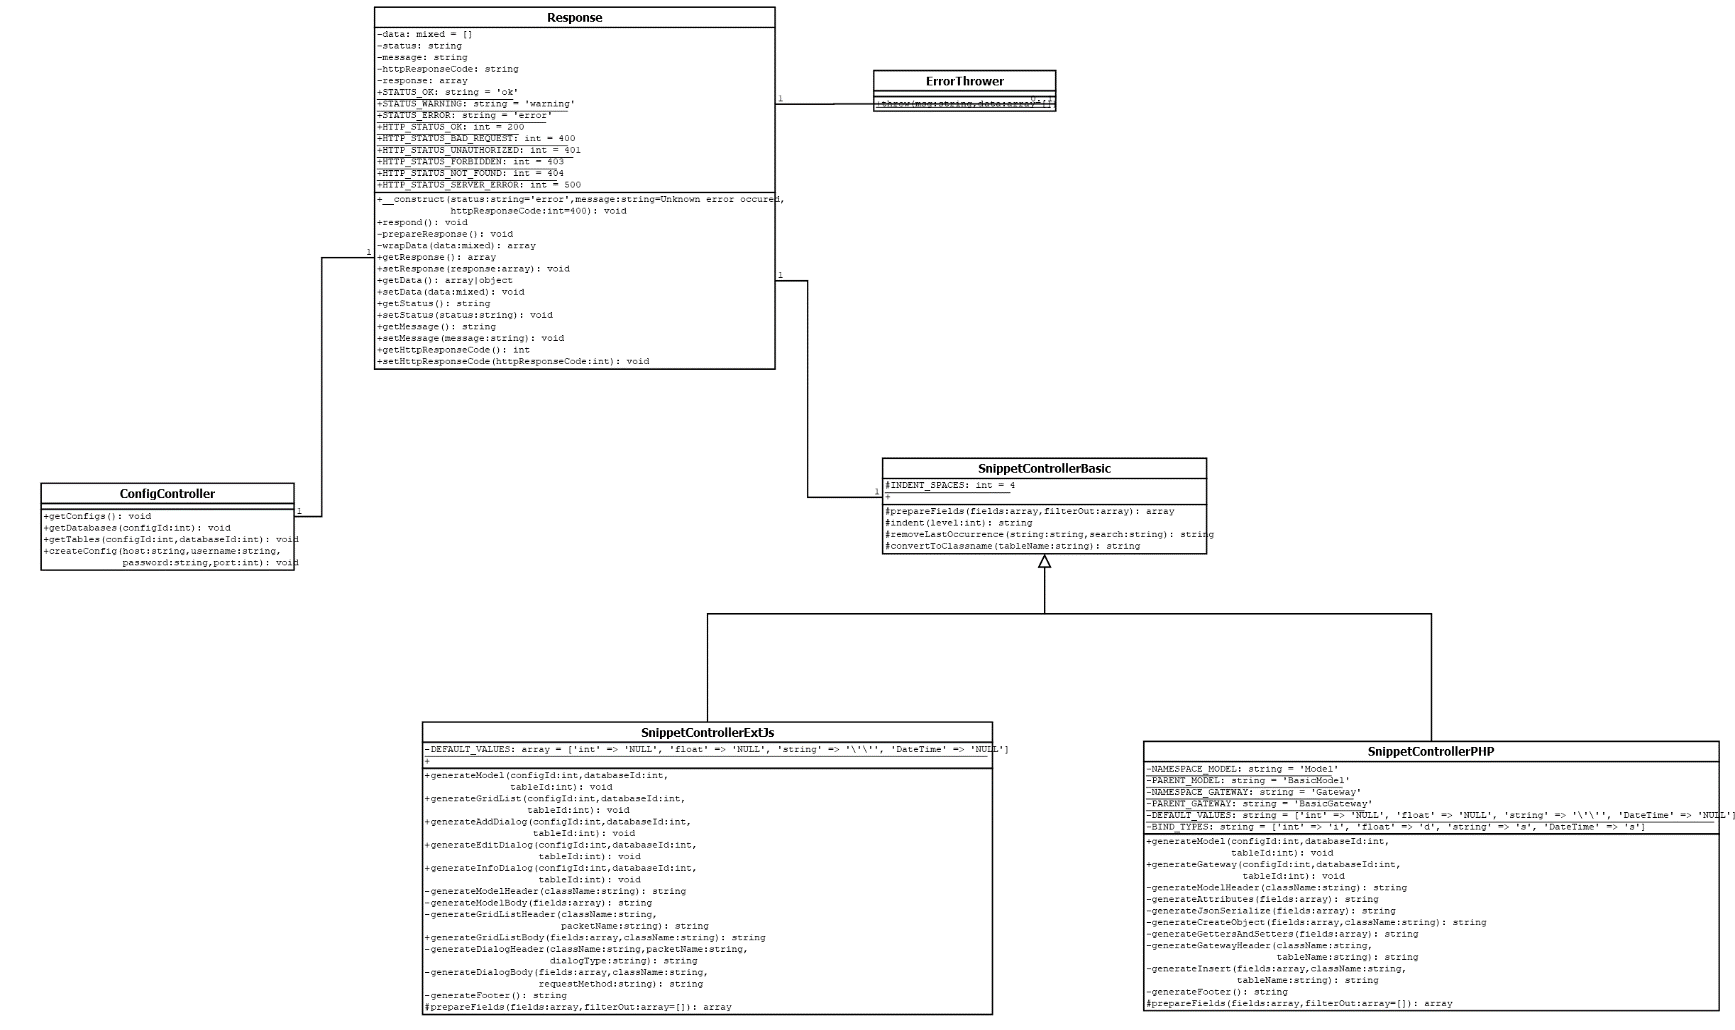 Response
-data: mixed = []
-status: string
-message: string
-httpResponseCode: string
-response: array
+STATUS_OK: string = 'ok'
+STATUS_WARNING: string = 'warning'
+STATUS_ERROR: string = 'error'
+HTTP_STATUS_OK: int = 200
+HTTP_STATUS_BAD_REQUEST: int = 400
+HTTP_STATUS_UNAUTHORIZED: int = 401
+HTTP_STATUS_FORBIDDEN: int = 403
+HTTP_STATUS_NOT_FOUND: int = 404
+HTTP_STATUS_SERVER_ERROR: int = 500
+__construct(status:string='error',message:string=Unknown error occured,
httpResponseCode:int=400): void
+respond(): void
-prepareResponse(): void
-wrapData(data:mixed): array
+getResponse(): array
+setResponse(response:array): void
+getData(): array|object
+setData(data:mixed): void
+getStatus(): string
+setStatus(status:string): void
+getMessage(): string
+setMessage(message:string): void
+getHttpResponseCode(): int
+setHttpResponseCode(httpResponseCode:int): void
1
1
1
ErrorThrower
+throw(msg:string,data:array
ConfigController
+getConfigs(): void
+getDatabases(configId:int): void
+getTables(configId:int,databaseId:int): void
+createConfig(host:string,username:string,
password:string,port:int): void
1
SnippetControllerBasic
#INDENT_SPACES: int = 4
+
#prepareFields(fields:array,filterOut:array): array
#indent(level:int): string
#removeLastOccurrence(string:string,search:string): string
#convertToClassname(tableName:string): string
1
SnippetControllerExtJs
-DEFAULT_VALUES: array = ['int' => 'NULL', 'float' => 'NULL', 'string' => '\'\'', 'DateTime' => 'NULL']
+
+generateModel(configId:int,databaseId:int,
tableId:int): void
+generateGridList(configId:int,databaseId:int,
tableId:int): void
+generateAddDialog(configId:int,databaseId:int,
tableId:int): void
+generateEditDialog(configId:int,databaseId:int,
tableId:int): void
+generateInfoDialog(configId:int,databaseId:int,
tableId:int): void
-generateModelHeader(className:string): string
-generateModelBody(fields:array): string
-generateGridListHeader(className:string,
packetName:string): string
+generateGridListBody(fields:array,className:string): string
-generateDialogHeader(className:string,packetName:string,
dialogType:string): string
-generateDialogBody(fields:array,className:string,
requestMethod:string): string
-generateFooter(): string
#prepareFields(fields:array,filterOut:array=[]): array
SnippetControllerPHP
-NAMESPACE_MODEL: string = 'Model'
-PARENT_MODEL: string = 'BasicModel'
-NAMESPACE_GATEWAY: string = 'Gateway'
-PARENT_GATEWAY: string = 'BasicGateway'
-DEFAULT_VALUES: string = ['int' => 'NULL', 'float' => 'NULL', 'string' => '\'\'', 'DateTime' => 'NULL']
-BIND_TYPES: string = ['int' => 'i', 'float' => 'd', 'string' => 's', 'DateTime' => 's']
+generateModel(configId:int,databaseId:int,
tableId:int): void
+generateGateway(configId:int,databaseId:int,
tableId:int): void
-generateModelHeader(className:string): string
-generateAttributes(fields:array): string
-generateJsonSerialize(fields:array): string
-generateCreateObject(fields:array,className:string): string
-generateGettersAndSetters(fields:array): string
-generateGatewayHeader(className:string,
tableName:string): string
-generateInsert(fields:array,className:string,
tableName:string): string
-generateFooter(): string
#prepareFields(fields:array,filterOut:array=[]): array